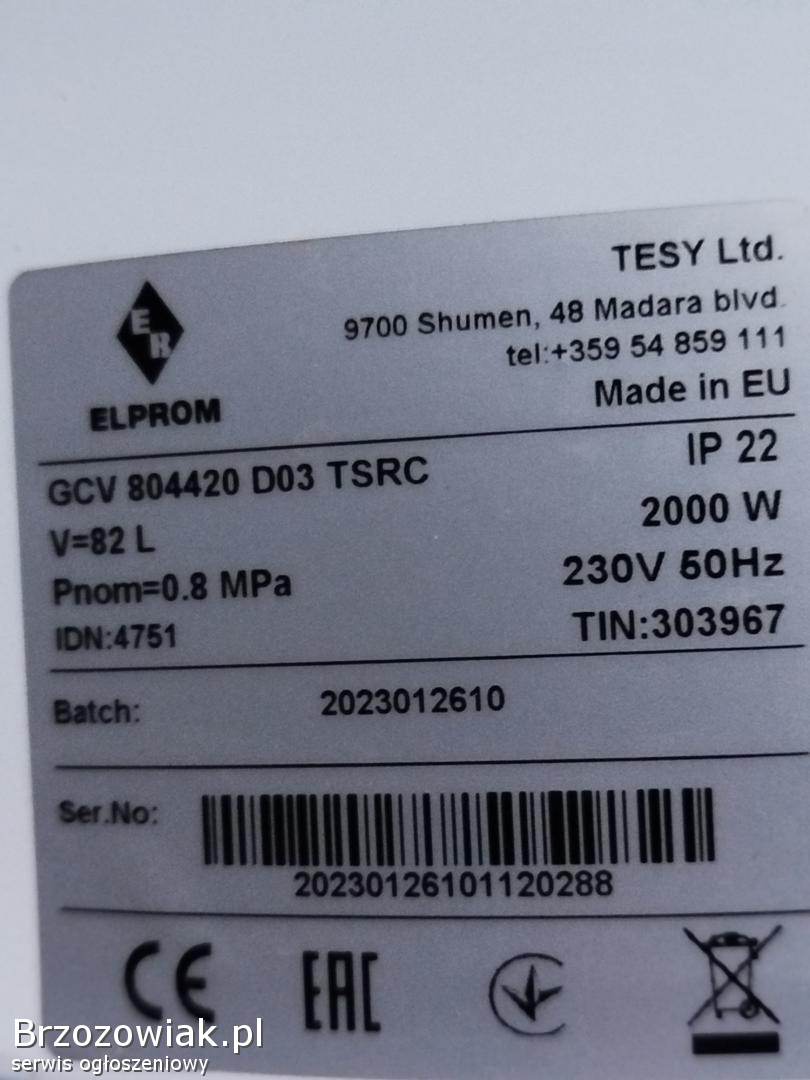 TESY Ltd.
9700 Shumen, 48 Madara blvd.
tel:+359 54 859 111
Made in EU
ER
ELPROM
GCV 804420 D03 TSRC
IP 22
V=82 L
2000 W
Pnom=0.8 MPa
230V 50Hz
IDN:4751
TIN:303967
Batch: 2023012610
Ser.No:
20230126101120288
CE EAC
Brzozowiak.pl
serwis ogłoszeniowy